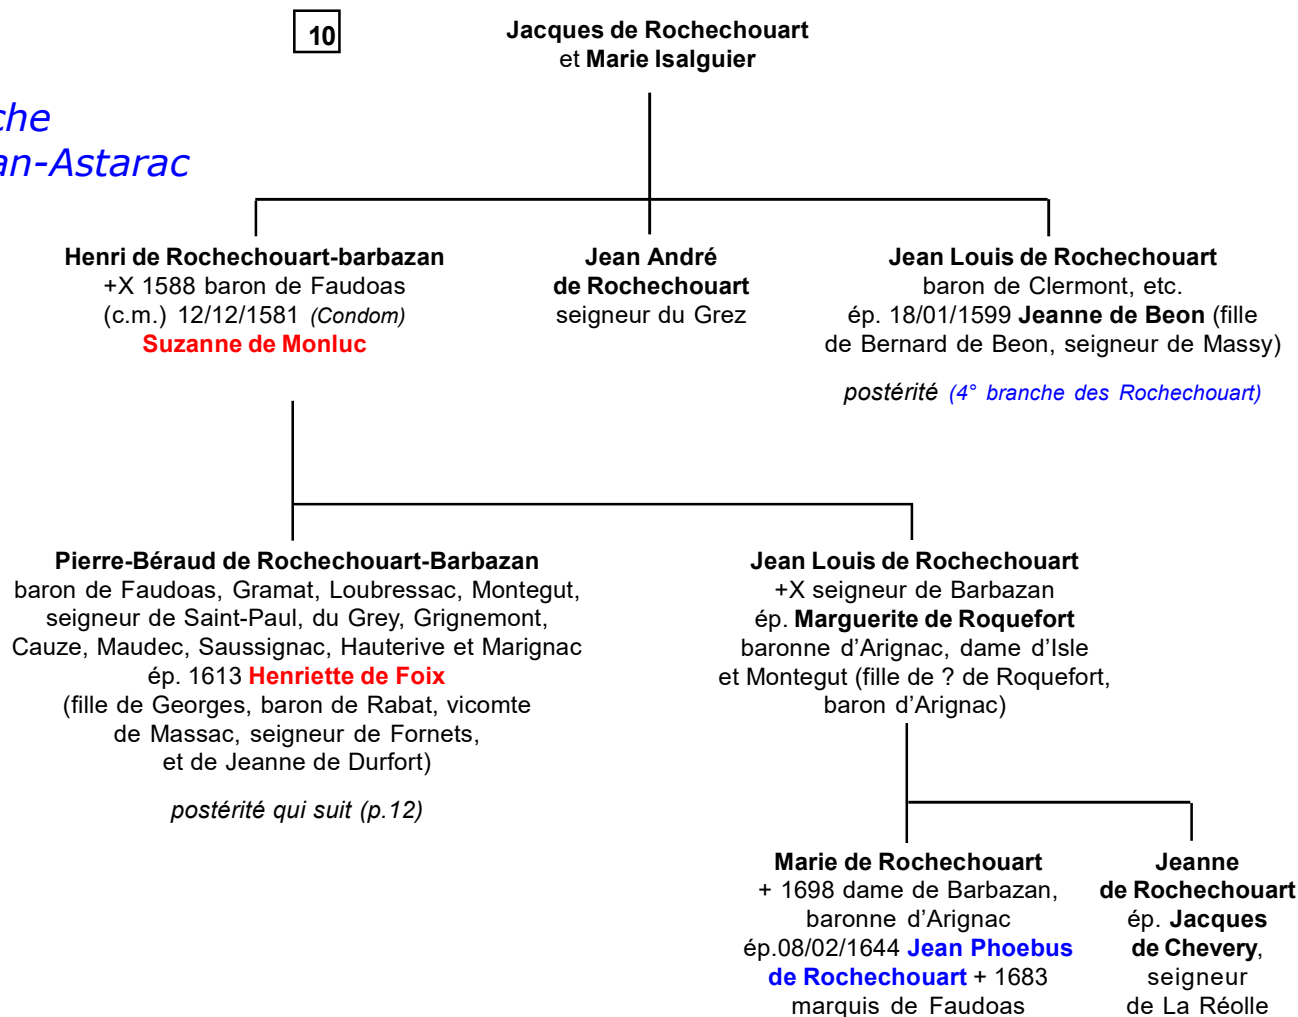 10
Jacques de Rochechouart
et Marie Isalguier
che
an-Astarac
Henri de Rochechouart-barbazan
+X 1588 baron de Faudoas
(c.m.) 12/12/1581 (Condom)
Suzanne de Monluc
Jean André
de Rochechouart
seigneur du Grez
Jean Louis de Rochechouart
baron de Clermont, etc.
ép. 18/01/1599 Jeanne de Beon (fille
de Bernard de Beon, seigneur de Massy)
postérité (4° branche des Rochechouart)
Pierre-Béraud de Rochechouart-Barbazan
baron de Faudoas, Gramat, Loubressac, Montegut,
seigneur de Saint-Paul, du Grey, Grignemont,
Cauze, Maudec, Saussignac, Hauterive et Marignac
ép. 1613 Henriette de Foix
(fille de Georges, baron de Rabat, vicomte
de Massac, seigneur de Fornets,
et de Jeanne de Durfort)
postérité qui suit (p.12)
Jean Louis de Rochechouart
+X seigneur de Barbazan
ép. Marguerite de Roquefort
baronne d'Arignac, dame d'Isle
et Montegut (fille de ? de Roquefort,
baron d'Arignac)
Marie de Rochechouart
+ 1698 dame de Barbazan,
baronne d'Arignac
ép.08/02/1644 Jean Phoebus
de Rochechouart + 1683
marquis de Faudoas
Jeanne
de Rochechouart
ép. Jacques
de Chevery,
seigneur
de La Réolle